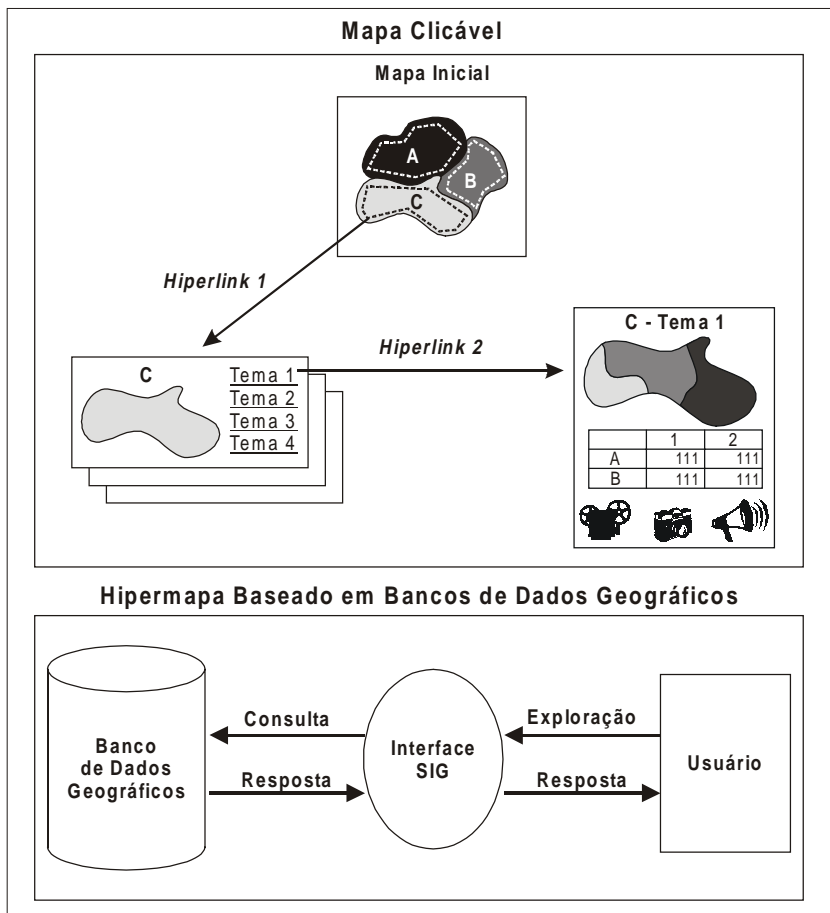 Mapa Clicável
Mapa Inicial
A
B
C
Hiperlink 1
Hiperlink 2
C
Tema 1
Tema 2
Tema 3
Tema 4
C - Tema 1
1 2
A 111 111
B 111 111
Hipermapa Baseado em Bancos de Dados Geográficos
Banco
de Dados
Geográficos
Consulta
Resposta
Interface
SIG
Exploração
Resposta
Usuário